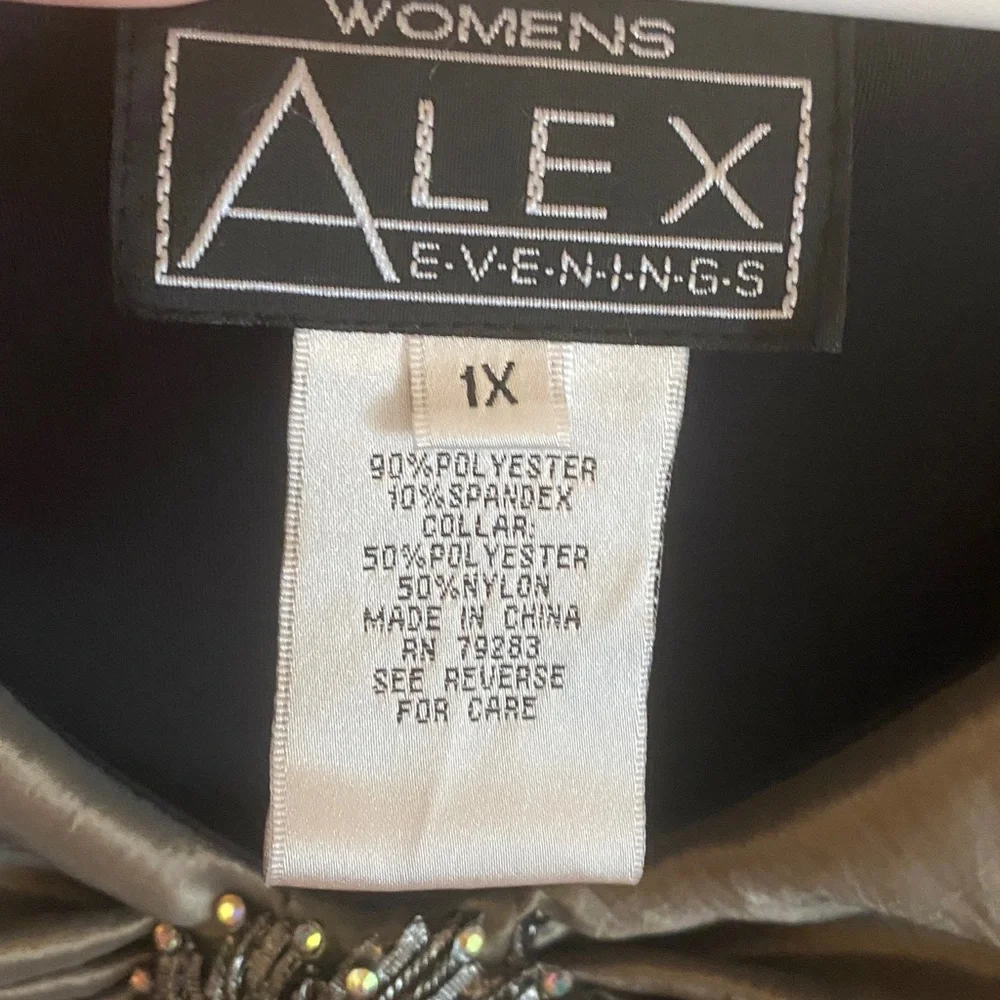 WOMENS
ALEX
E·V·E·N·I·N·G·S
1X
90%POLYESTER
10%SPANDEX
COLLAR:
50%POLYESTER
50%NYLON
MADE IN CHINA
RN 79283
SEE REVERSE
FOR CARE